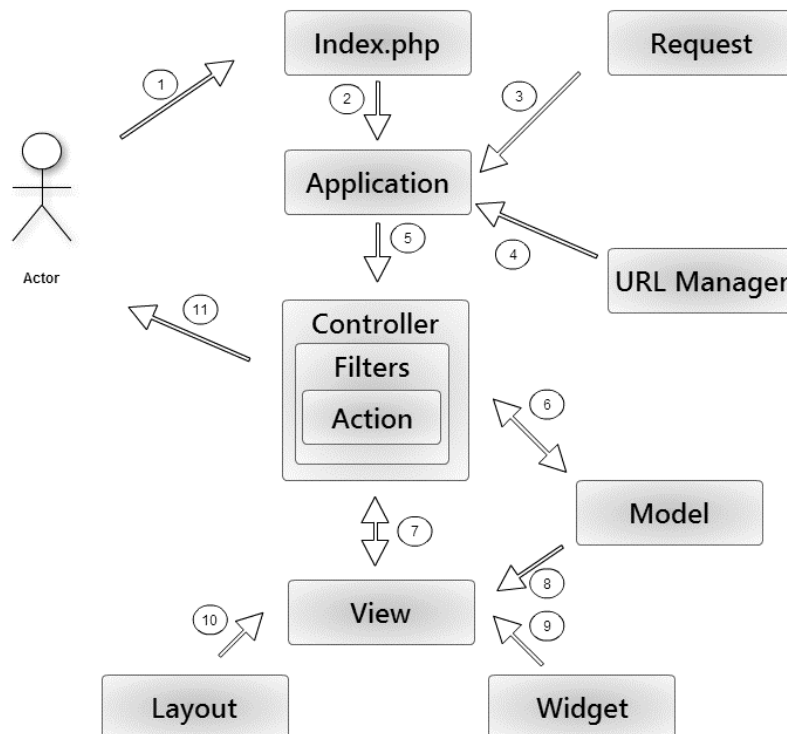 Index.php
Request
1
2
3
Application
5
4
Actor
URL Manager
11
Controller
Filters
Action
6
Model
7
8
View
10
9
Layout
Widget